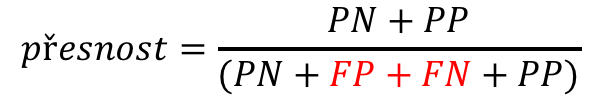 přesnost = PN + PP / (PN + FP + FN + PP)